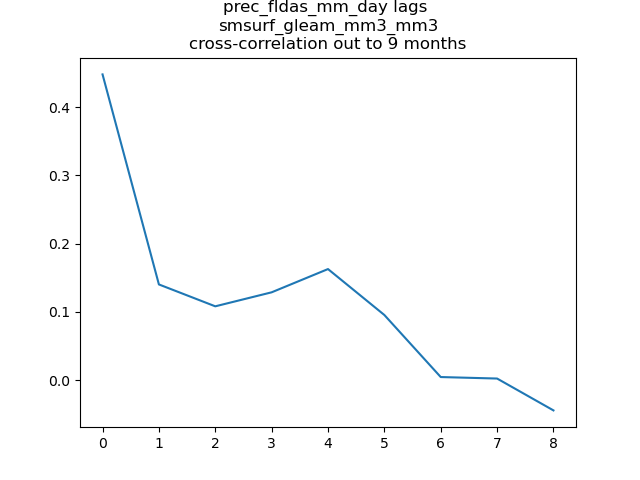 prec_fldas_mm_day lags
smsurf_gleam_mm3_mm3
cross-correlation out to 9 months
0.4
0.3
0.2
0.1
0.0
0 1 2 3 4 5 6 7 8